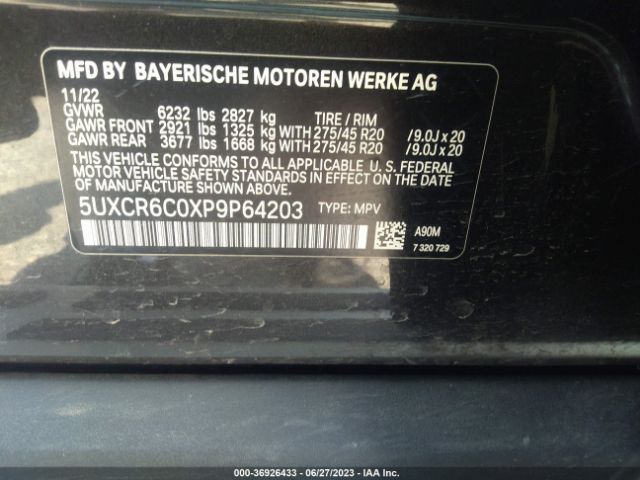 MFD BY BAYERISCHE MOTOREN WERKE AG
11/22
GVWR 6232 lbs 2827 kg TIRE / RIM
GAWR FRONT 2921 lbs 1325 kg WITH 275/45 R20 /9.0J x 20
GAWR REAR 3677 lbs 1668 kg WITH 275/45 R20 /9.0J x 20
THIS VEHICLE CONFORMS TO ALL APPLICABLE U. S. FEDERAL
MOTOR VEHICLE SAFETY STANDARDS IN EFFECT ON THE DATE
OF MANUFACTURE SHOWN ABOVE.
5UXCR6C0XP9P64203 TYPE: MPV
A90M
7 320 729
000-36926433 - 06/27/2023 - IAA Inc.